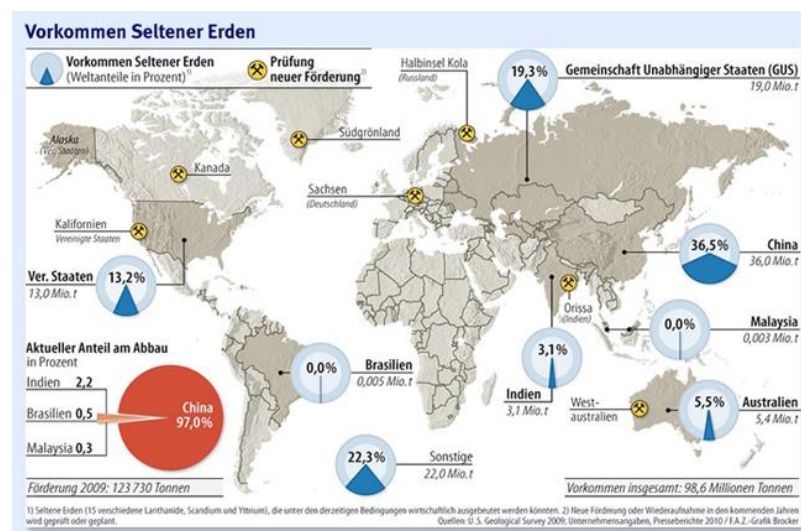 Vorkommen Seltener Erden
Vorkommen Seltener Erden
(Weltanteile in Prozent) 1)
Prüfung
neuer Förderung 2)
Halbinsel Kola
(Russland)
19,3%
Gemeinschaft Unabhängiger Staaten (GUS)
19,0 Mio. t
Alaska
(Ver. Staaten)
Kanada
Südgrönland
Sachsen
(Deutschland)
Kalifornien
Vereinigte Staaten
Ver. Staaten
13,0 Mio. t
13,2%
36,5%
China
36,0 Mio. t
Orissa
(Indien)
0,0%
Malaysia
0,003 Mio. t
Aktueller Anteil am Abbau
in Prozent
Indien 2,2
Brasilien 0,5
Malaysia 0,3
China
97,0%
0,0%
Brasilien
0,005 Mio. t
3,1%
Indien
3,1 Mio. t
West-
australien
5,5%
Australien
5,4 Mio. t
22,3%
Sonstige
22,0 Mio. t
Förderung 2009: 123 730 Tonnen
Vorkommen insgesamt: 98,6 Millionen Tonnen
1) Seltene Erden (15 verschiedene Lanthanide, Scandium und Yttrium), die unter den derzeitigen Bedingungen wirtschaftlich ausgebeutet werden könnten. 2) Neue Förderung oder Wiederaufnahme in den kommenden Jahren
wird geprüft oder geplant.
Quellen: U.S. Geological Survey 2009; Unternehmensangaben, Presseberichte 2010 / F.A.Z.-Grafik Brocker